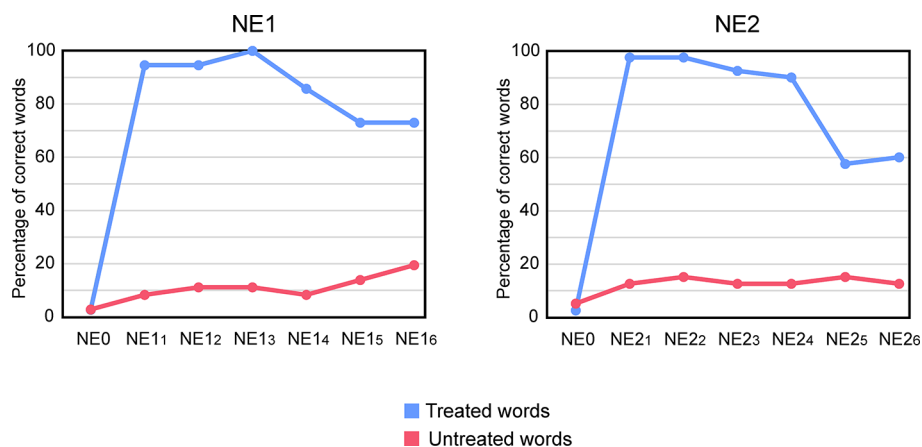 NE1
Percentage of correct words
100
80
60
40
20
0
NE0 NE11 NE12 NE13 NE14 NE15 NE16
NE2
Percentage of correct words
100
80
60
40
20
0
NE0 NE21 NE22 NE23 NE24 NE25 NE26
Treated words
Untreated words